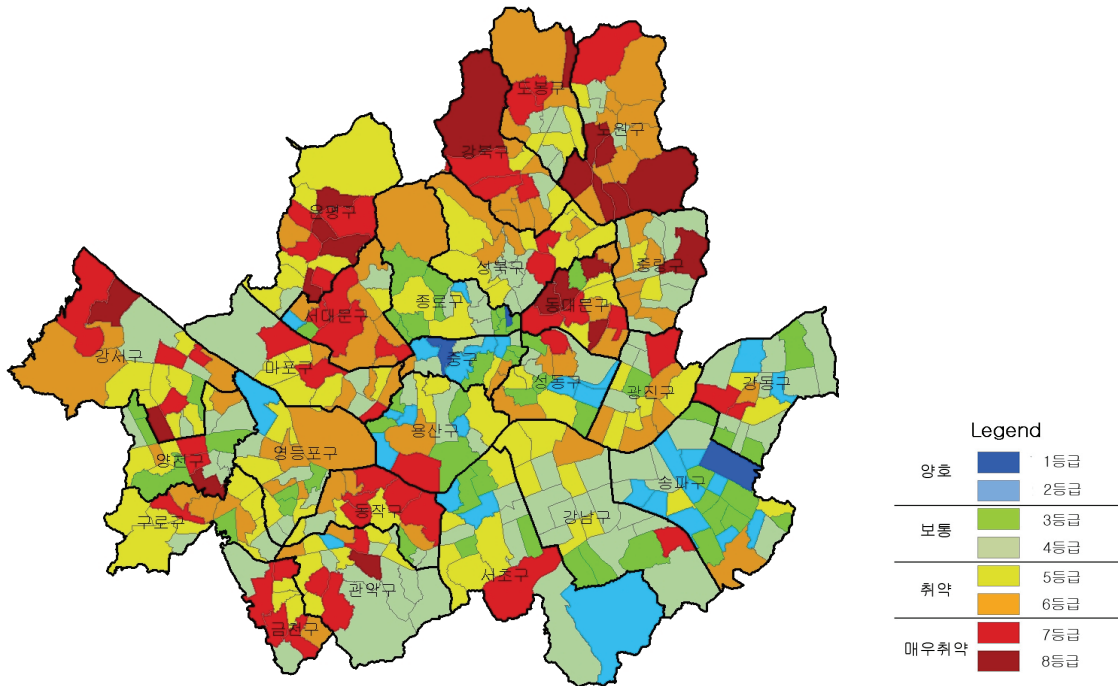 도봉구
노원구
강북구
은평구
성북구
중랑구
종로구
동대문구
서대문구
강서구
중구
마포구
성동구
광진구
강동구
용산구
양천구
영등포구
송파구
동작구
강남구
구로구
서초구
관악구
금천구
Legend
양호
1등급
2등급
보통
3등급
4등급
취약
5등급
6등급
매우취약
7등급
8등급